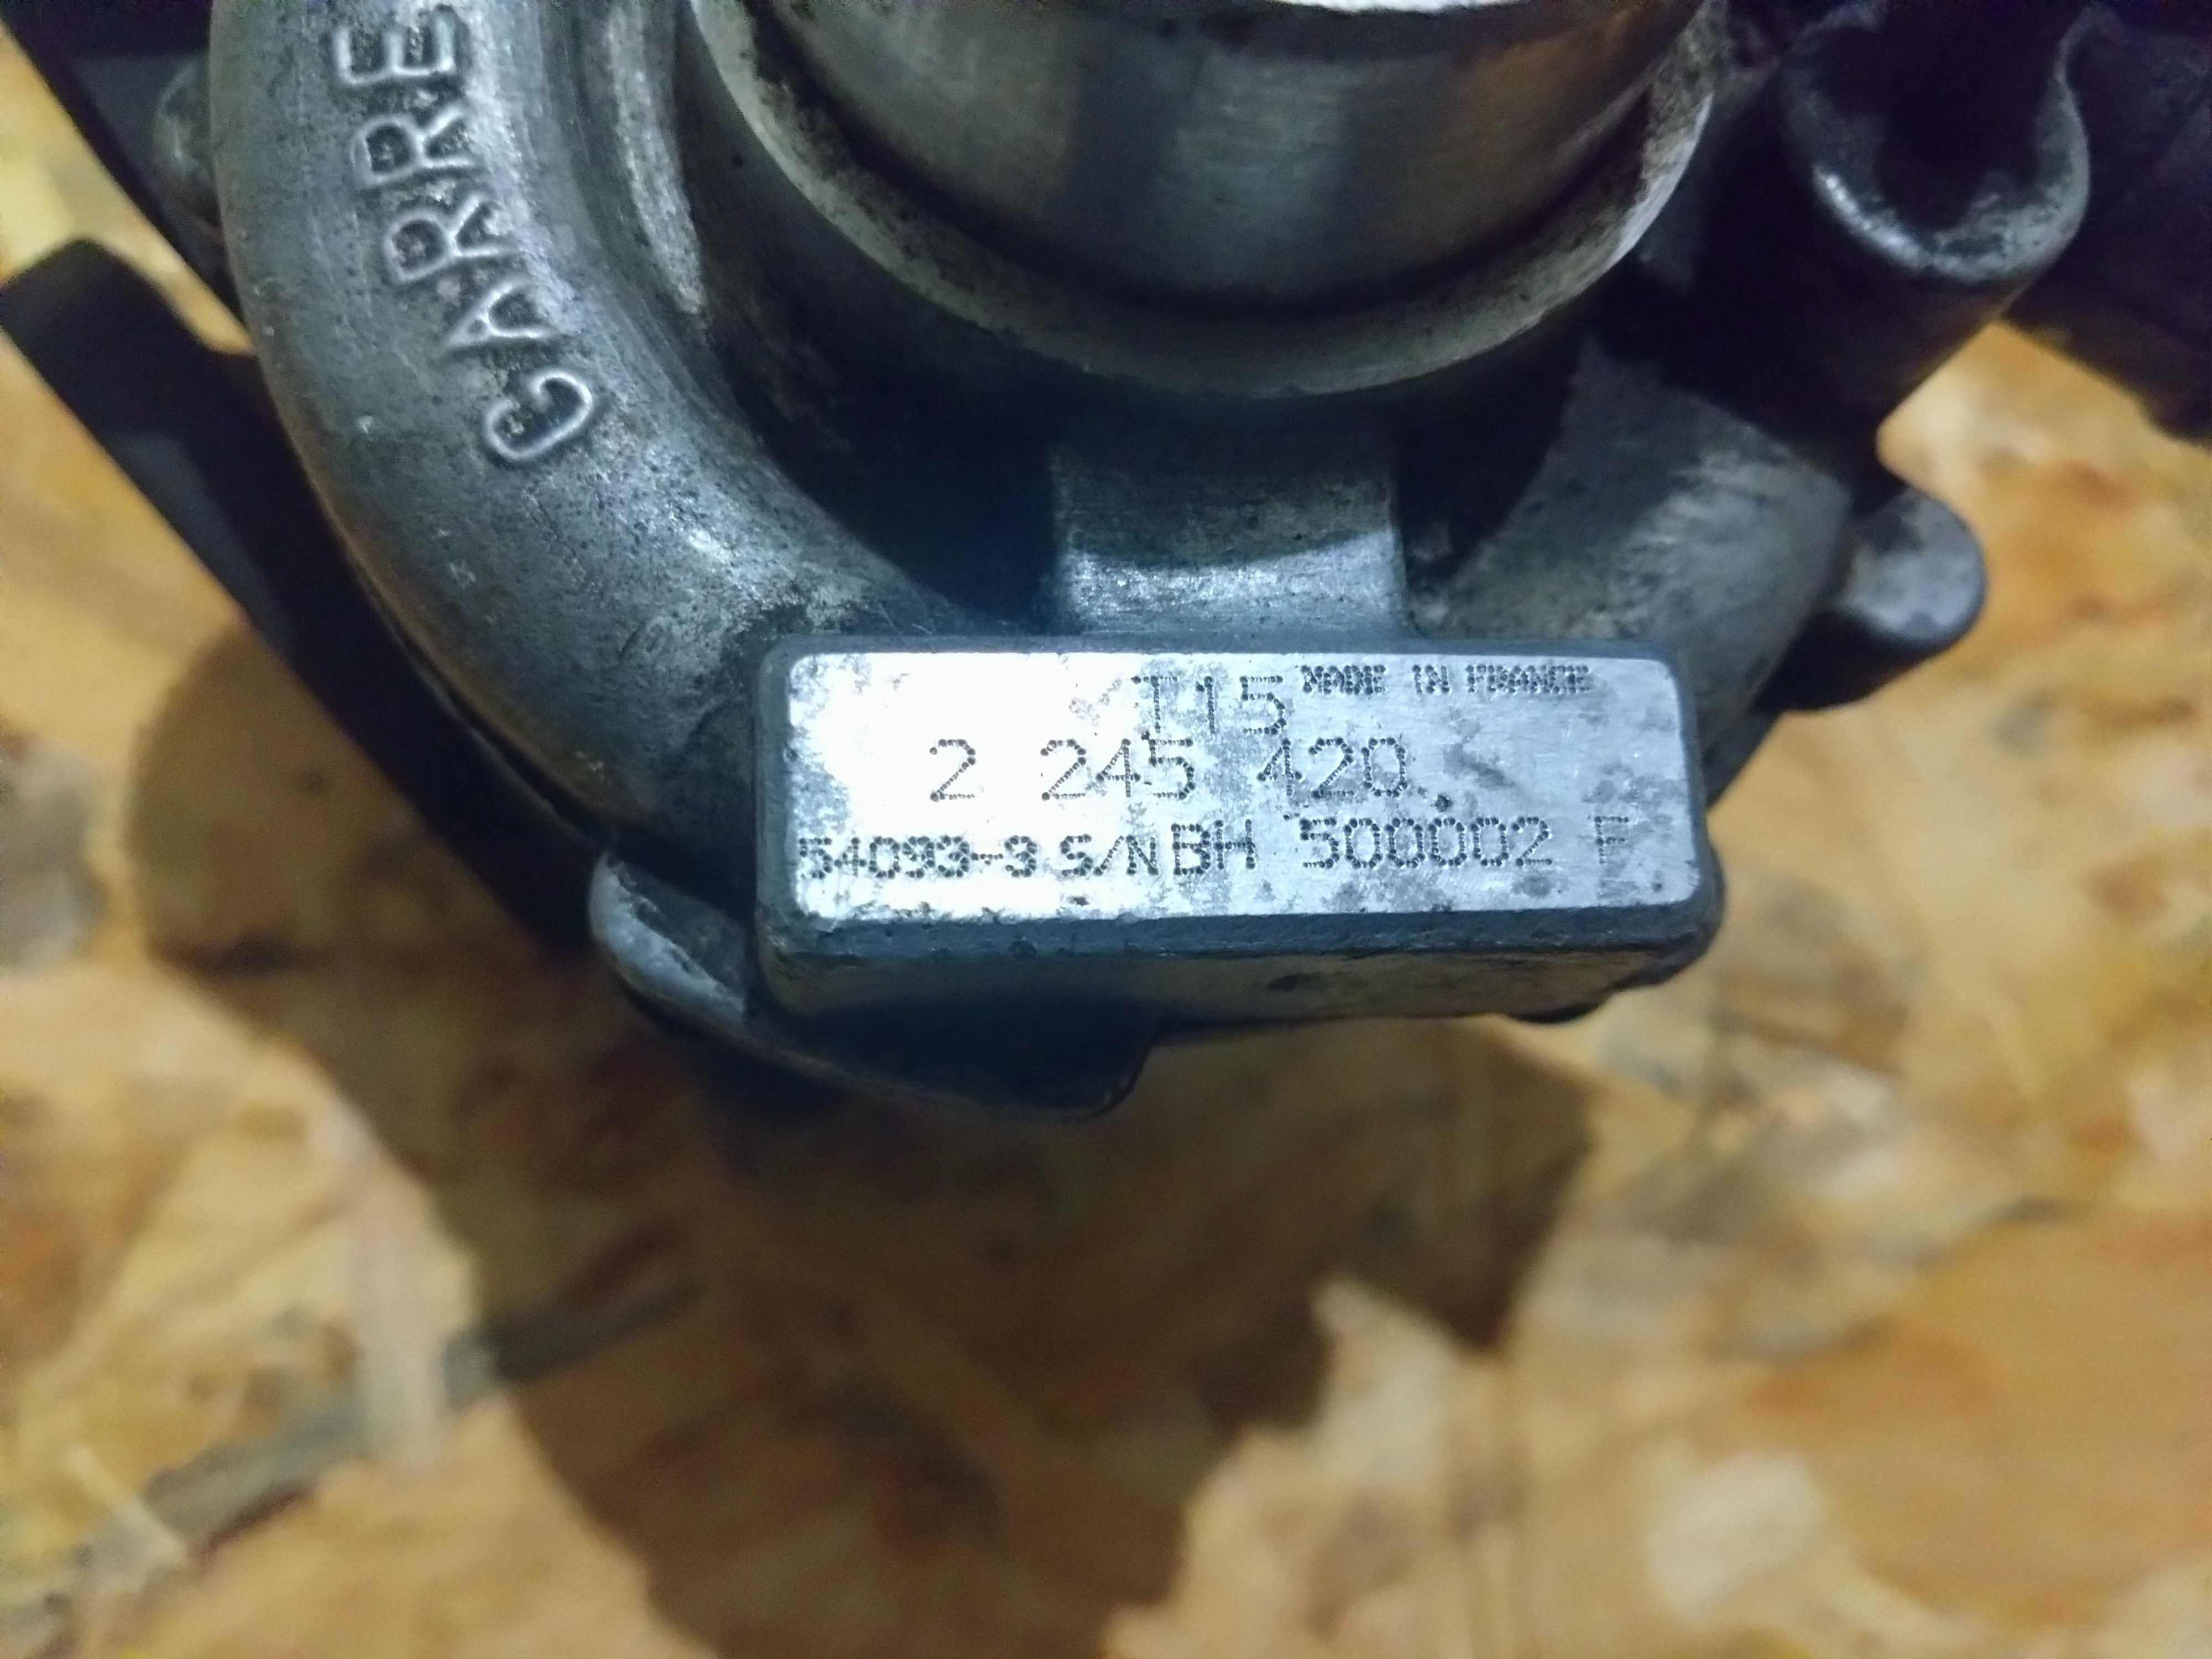 GARRE
T15 MADE IN FRANCE
2 245 420
54093-3 S/N BH 500002 F